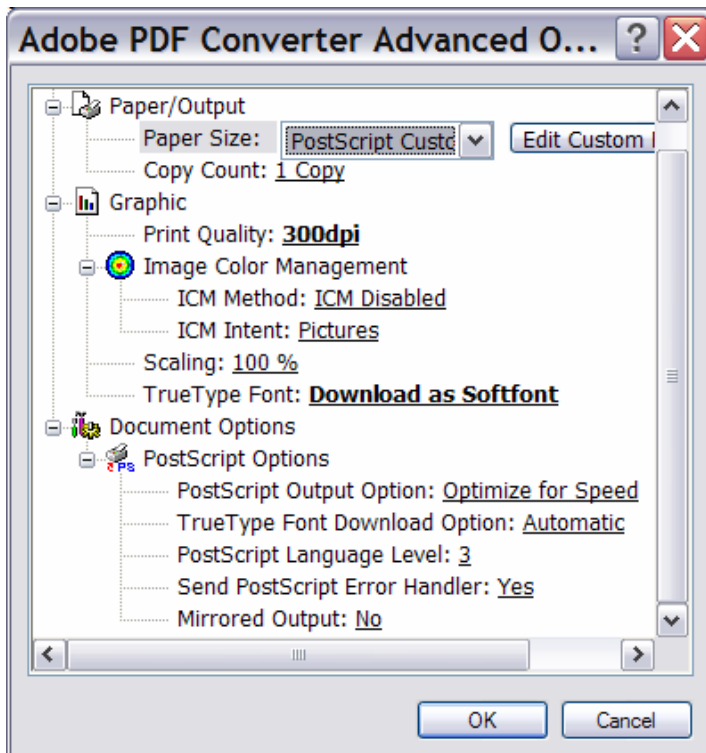 Adobe PDF Converter Advanced O... ?
Paper/Output
Paper Size: PostScript Custo Edit Custom
Copy Count: 1 Copy
Graphic
Print Quality: 300dpi
Image Color Management
ICM Method: ICM Disabled
ICM Intent: Pictures
Scaling: 100 %
TrueType Font: Download as Softfont
Document Options
PS PostScript Options
PostScript Output Option: Optimize for Speed
TrueType Font Download Option: Automatic
PostScript Language Level: 3
Send PostScript Error Handler: Yes
Mirrored Output: No
OK Cancel